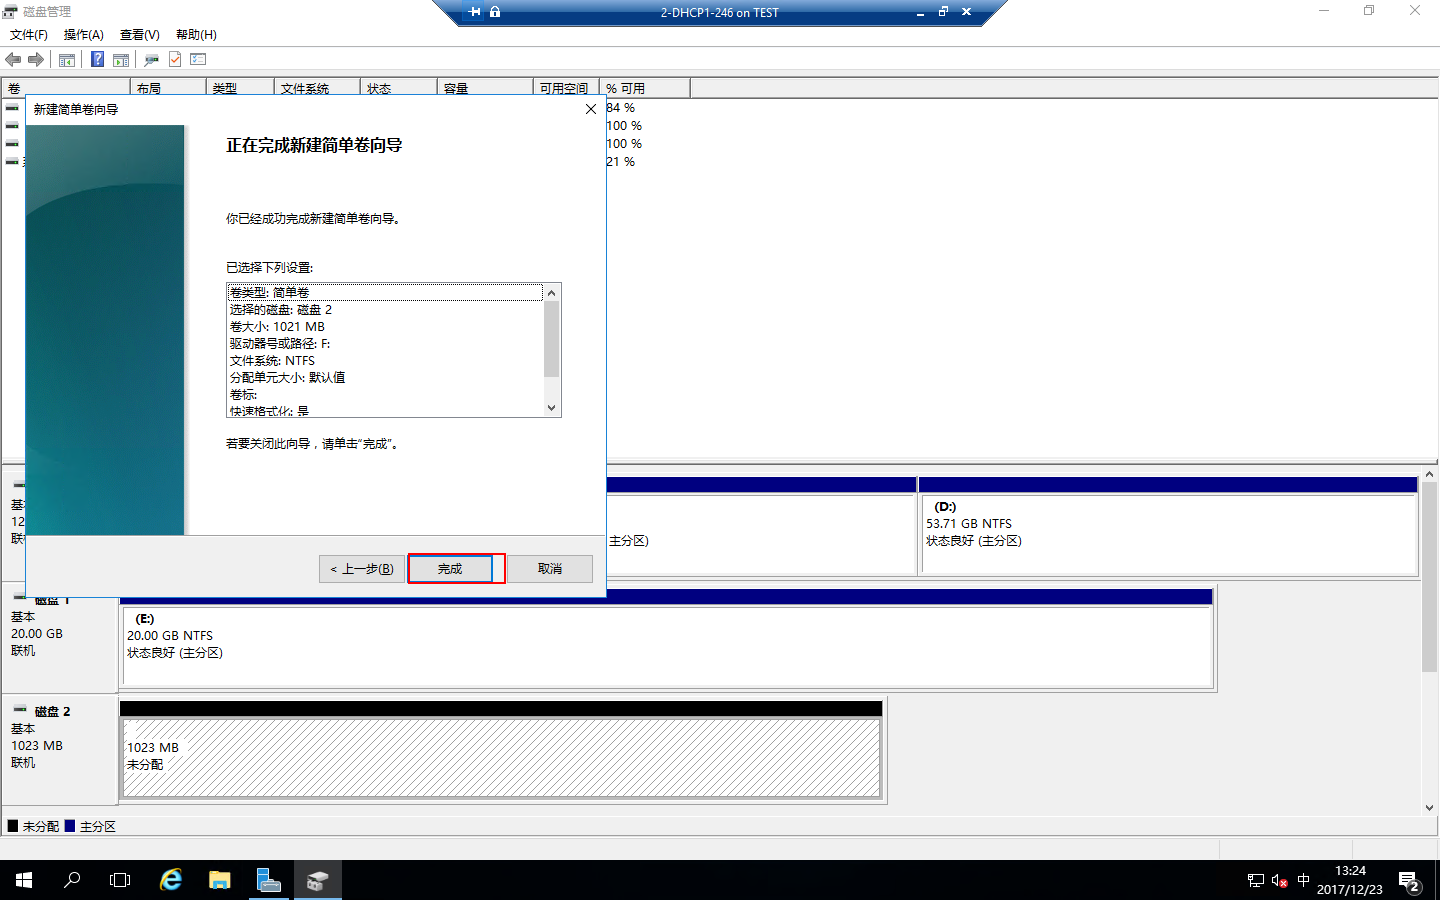 磁盘管理
2-DHCP1-246 on TEST
文件(F) 操作(A) 查看(V) 帮助(H)
卷 布局 类型 文件系统 状态 容量 可用空间 % 可用
84 %
100 %
100 %
21 %
新建简单卷向导
正在完成新建简单卷向导
你已经成功完成新建简单卷向导。
已选择下列设置:
卷类型: 简单卷
选择的磁盘: 磁盘 2
卷大小: 1021 MB
驱动器号或路径: F:
文件系统: NTFS
分配单元大小: 默认值
卷标:
快速格式化: 是
若要关闭此向导，请单击“完成”。
< 上一步(B) 完成 取消
基
12
联
主分区)
(D:)
53.71 GB NTFS
状态良好 (主分区)
磁盘 1
基本
20.00 GB
联机
(E:)
20.00 GB NTFS
状态良好 (主分区)
磁盘 2
基本
1023 MB
联机
1023 MB
未分配
未分配 主分区
中
13:24
2017/12/23
2